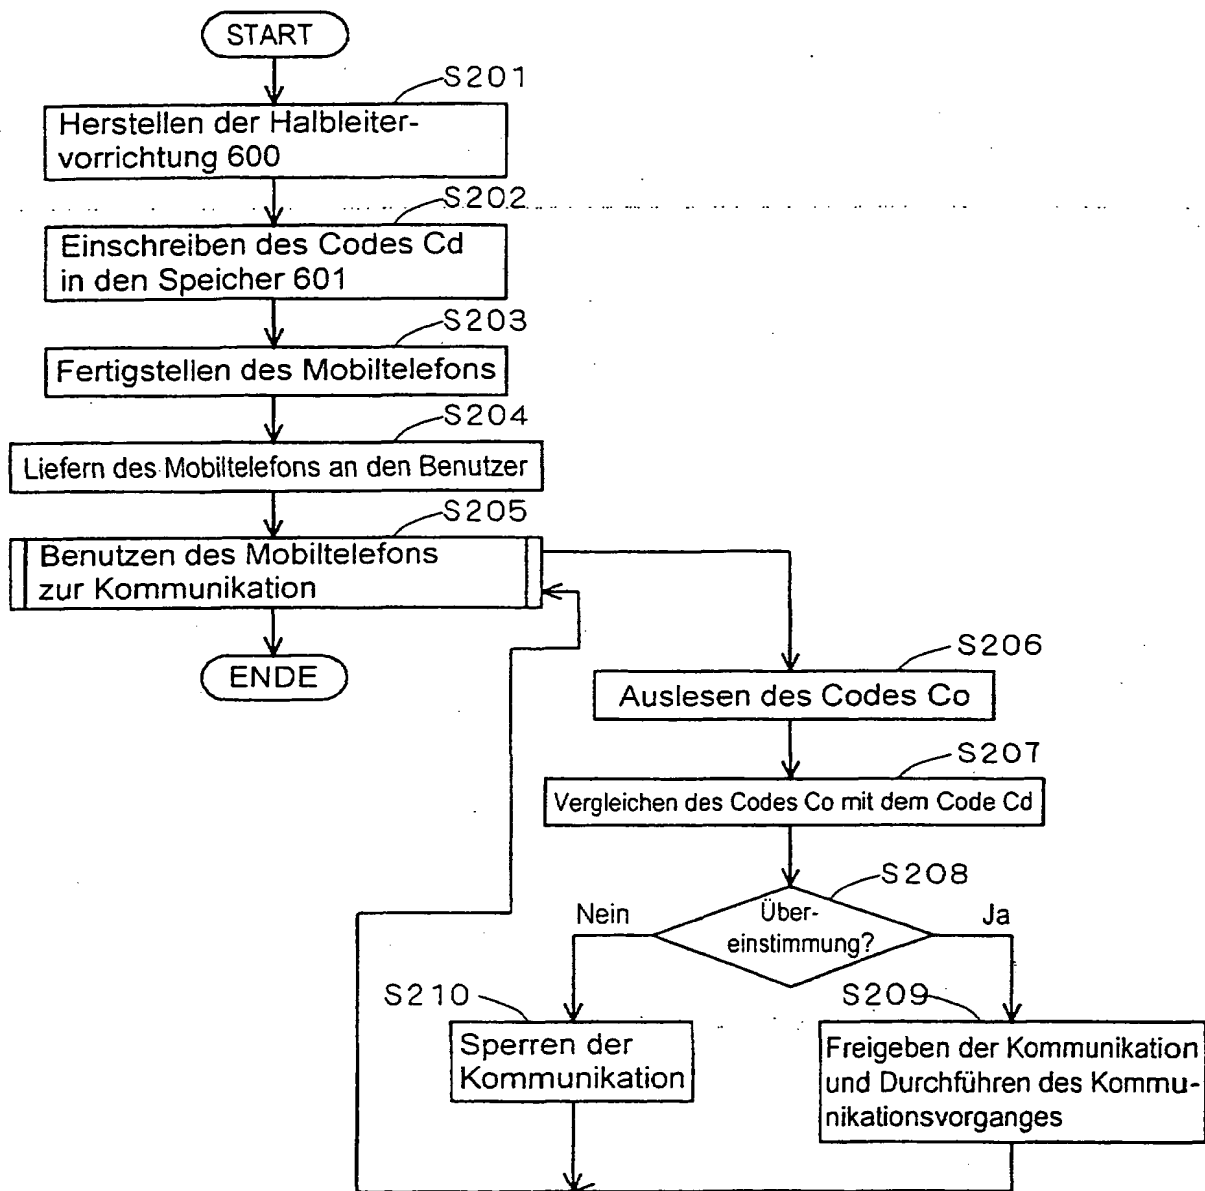 START
S201
Herstellen der Halbleiter-
vorrichtung 600
S202
Einschreiben des Codes Cd
in den Speicher 601
S203
Fertigstellen des Mobiltelefons
S204
Liefern des Mobiltelefons an den Benutzer
S205
Benutzen des Mobiltelefons
zur Kommunikation
ENDE
S206
Auslesen des Codes Co
S207
Vergleichen des Codes Co mit dem Code Cd
S208
Über-
einstimmung?
Nein
Ja
S210
Sperren der
Kommunikation
S209
Freigeben der Kommunikation
und Durchführen des Kommu-
nikationsvorganges